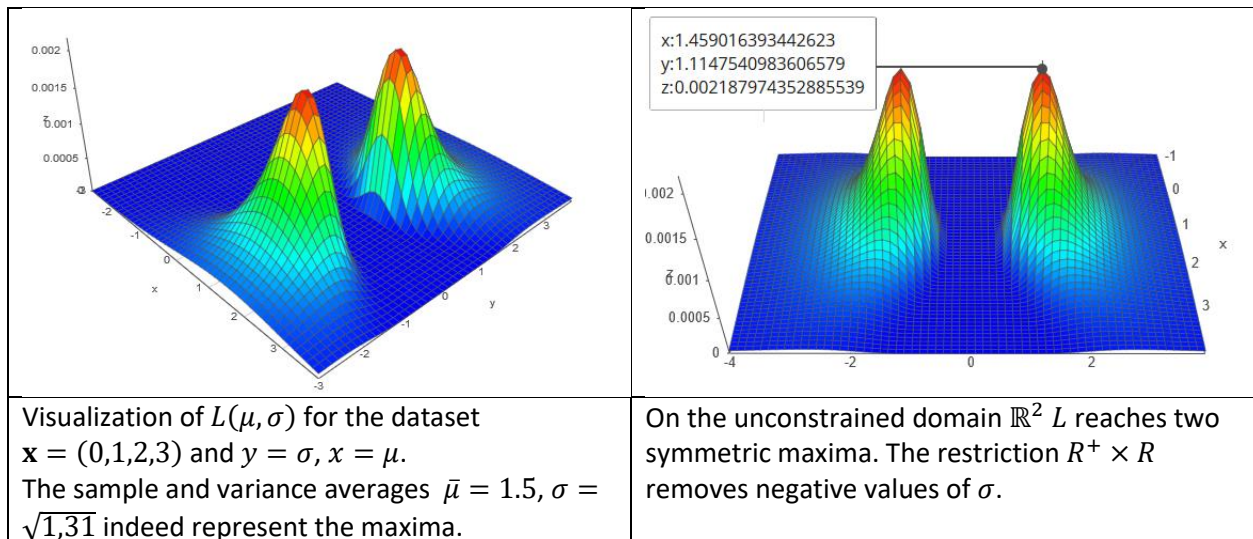 0.002
0.0015
0.001
0.0005
-2
-1
0
1
2
3
x
-3
-2
-1
0
1
2
3
y
x:1.459016393442623
y:1.1147540983606579
z:0.002187974352885539
0.0015
0.001
0.0005
0
-4
-2
0
2
-1
0
1
2
3
x
Visualization of 𝐿(𝜇, 𝜎) for the dataset
𝐱 = (0,1,2,3) and 𝑦 = 𝜎, 𝑥 = 𝜇.
The sample and variance averages 𝜇̄ = 1.5, 𝜎 =
√1,31 indeed represent the maxima.
On the unconstrained domain ℝ² 𝐿 reaches two
symmetric maxima. The restriction 𝑅⁺ × 𝑅
removes negative values of 𝜎.